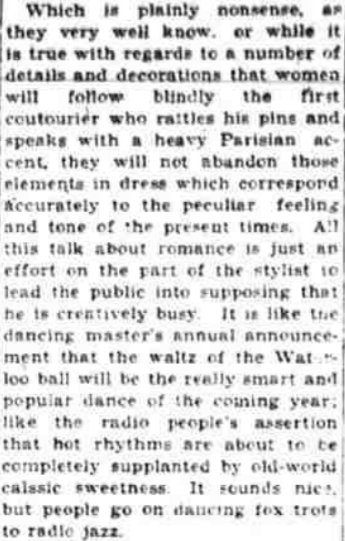 Which is plainly nonsense, as
they very well know. or while it
is true with regards to a number of
details and decorations that women
will follow blindly the first
coutourier who rattles his pins and
speaks with a heavy Parisian ac-
cent, they will not abandon those
elements in dress which correspond
accurately to the peculiar feeling
and tone of the present times. All
this talk about romance is just an
effort on the part of the stylist to
lead the public into supposing that
he is creatively busy. It is like the
dancing master's annual announce-
ment that the waltz of the Water-
loo ball will be the really smart and
popular dance of the coming year;
like the radio people's assertion
that hot rhythms are about to be
completely supplanted by old-world
calssic sweetness. It sounds nice,
but people go on dancing fox trots
to radio jazz.